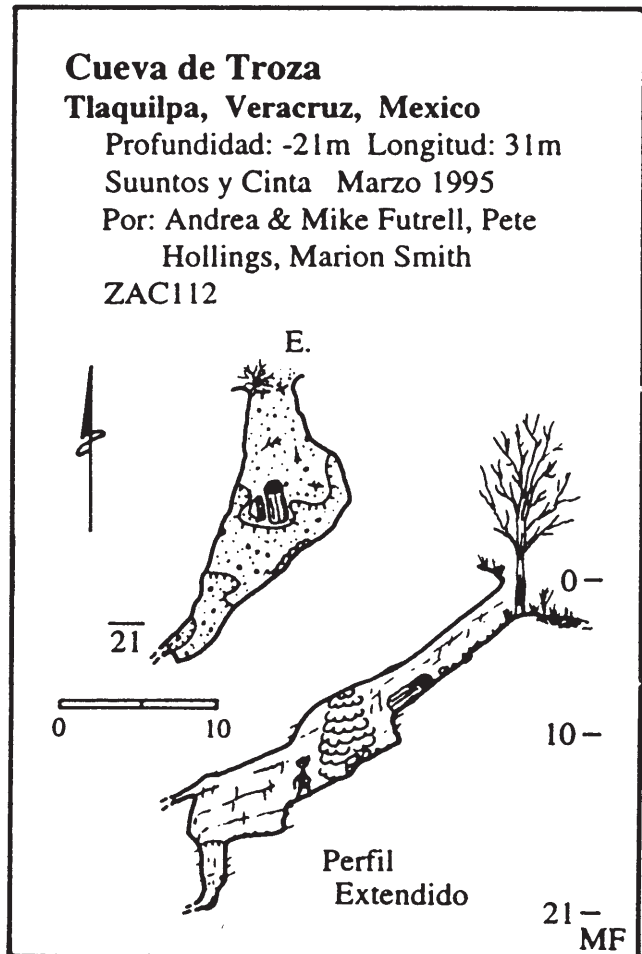 Cueva de Troza
Tlaquilpa, Veracruz, Mexico
Profundidad: -21m Longitud: 31m
Suuntos y Cinta Marzo 1995
Por: Andrea & Mike Futrell, Pete
Hollings, Marion Smith
ZAC112
E.
0
21
0 10
10
Perfil
Extendido
21
MF